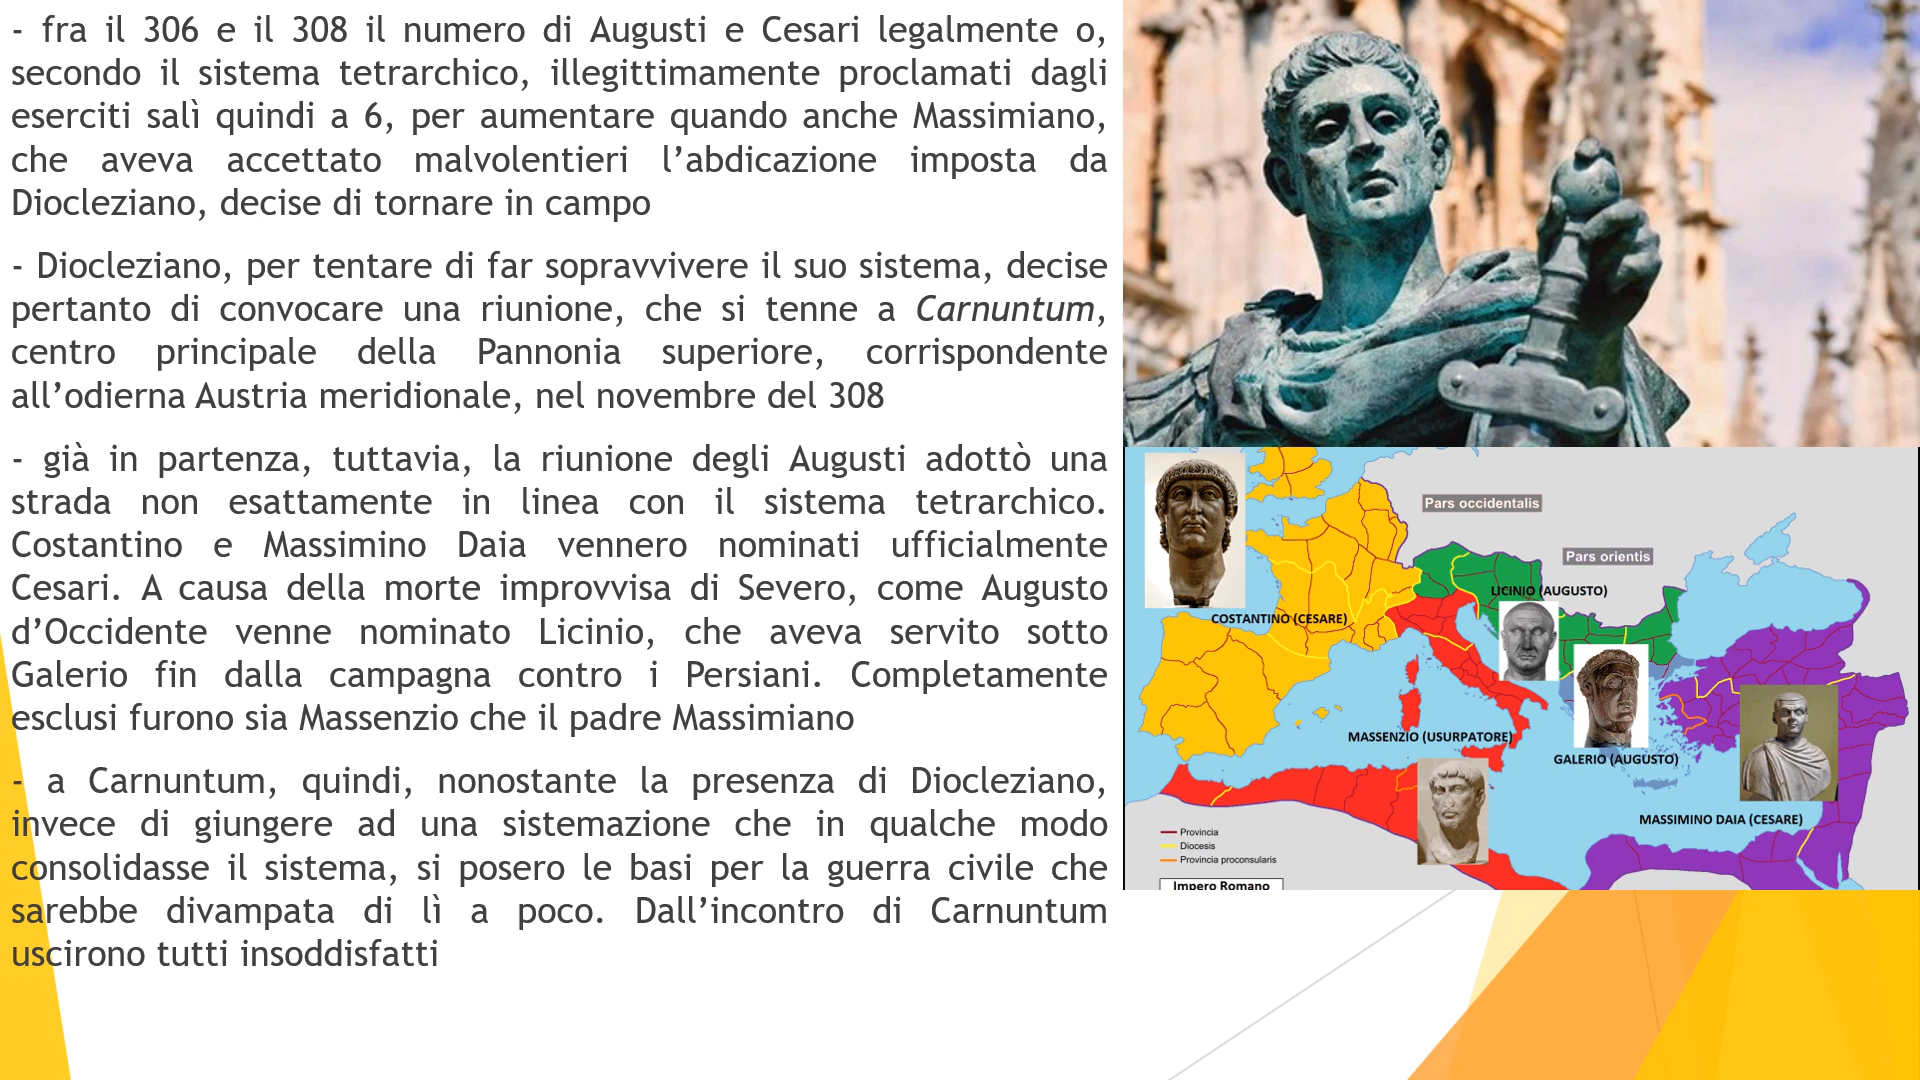 - fra il 306 e il 308 il numero di Augusti e Cesari legalmente o,
secondo il sistema tetrarchico, illegittimamente proclamati dagli
eserciti salì quindi a 6, per aumentare quando anche Massimiano,
che aveva accettato malvolentieri l’abdicazione imposta da
Diocleziano, decise di tornare in campo
- Diocleziano, per tentare di far sopravvivere il suo sistema, decise
pertanto di convocare una riunione, che si tenne a Carnuntum,
centro principale della Pannonia superiore, corrispondente
all’odierna Austria meridionale, nel novembre del 308
- già in partenza, tuttavia, la riunione degli Augusti adottò una
strada non esattamente in linea con il sistema tetrarchico.
Costantino e Massimino Daia vennero nominati ufficialmente
Cesari. A causa della morte improvvisa di Severo, come Augusto
d’Occidente venne nominato Licinio, che aveva servito sotto
Galerio fin dalla campagna contro i Persiani. Completamente
esclusi furono sia Massenzio che il padre Massimiano
- a Carnuntum, quindi, nonostante la presenza di Diocleziano,
invece di giungere ad una sistemazione che in qualche modo
consolidasse il sistema, si posero le basi per la guerra civile che
sarebbe divampata di lì a poco. Dall’incontro di Carnuntum
uscirono tutti insoddisfatti
Pars occidentalis
Pars orientis
LICINIO (AUGUSTO)
COSTANTINO (CESARE)
MASSENZIO (USURPATORE)
GALERIO (AUGUSTO)
MASSIMINO DAIA (CESARE)
Provincia
Diocesis
Provincia proconsularis
Impero Romano